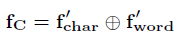 f_C = f′_char ⊕ f′_word